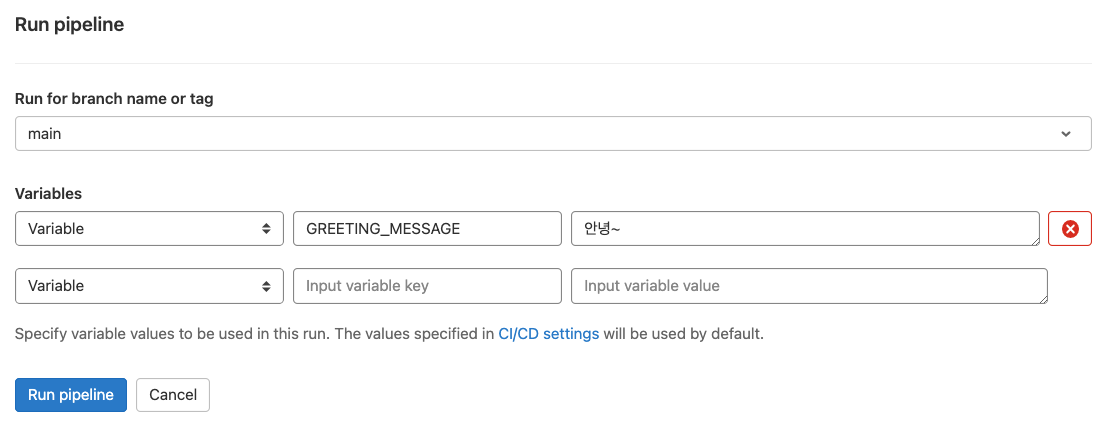 Run pipeline
Run for branch name or tag
main
Variables
Variable GREETING_MESSAGE 안녕~
Variable Input variable key Input variable value
Specify variable values to be used in this run. The values specified in CI/CD settings will be used by default.
Run pipeline Cancel